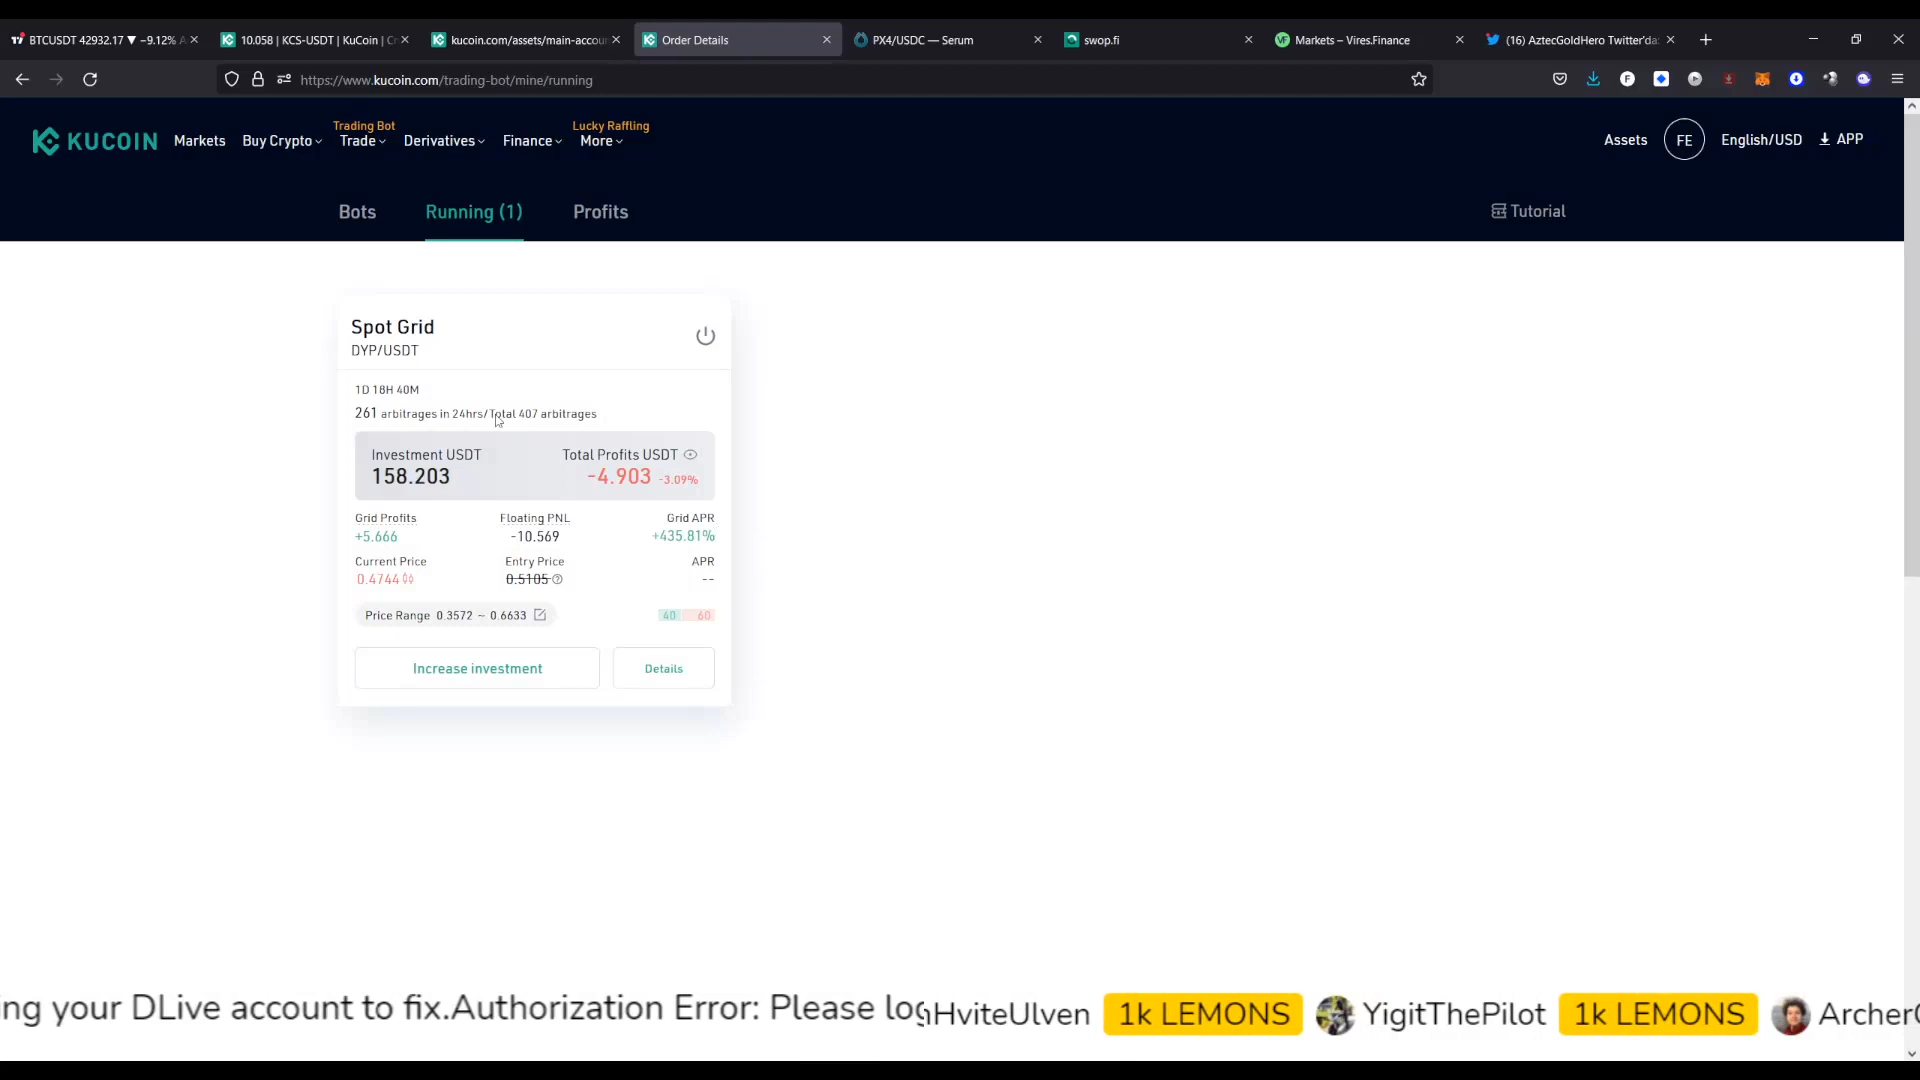 BTCUSDT 42932.17 ▼ −9.12%
10.058 | KCS-USDT | KuCoin | Cr
kucoin.com/assets/main-accour
Order Details
PX4/USDC — Serum
swop.fi
Markets – Vires.Finance
(16) AztecGoldHero Twitter'da:
https://www.kucoin.com/trading-bot/mine/running
KUCOIN
Markets
Buy Crypto
Trading Bot
Trade
Derivatives
Finance
Lucky Raffling
More
Assets
FE
English/USD
APP
Bots
Running (1)
Profits
Tutorial
Spot Grid
DYP/USDT
1D 18H 40M
261 arbitrages in 24hrs/Total 407 arbitrages
Investment USDT
Total Profits USDT
158.203
-4.903 -3.09%
Grid Profits
Floating PNL
Grid APR
+5.666
-10.569
+435.81%
Current Price
Entry Price
APR
0.4744
0.5105
--
Price Range 0.3572 ~ 0.6633
40 60
Increase investment
Details
ing your DLive account to fix.Authorization Error: Please log
HviteUlven 1k LEMONS YigitThePilot 1k LEMONS Archer